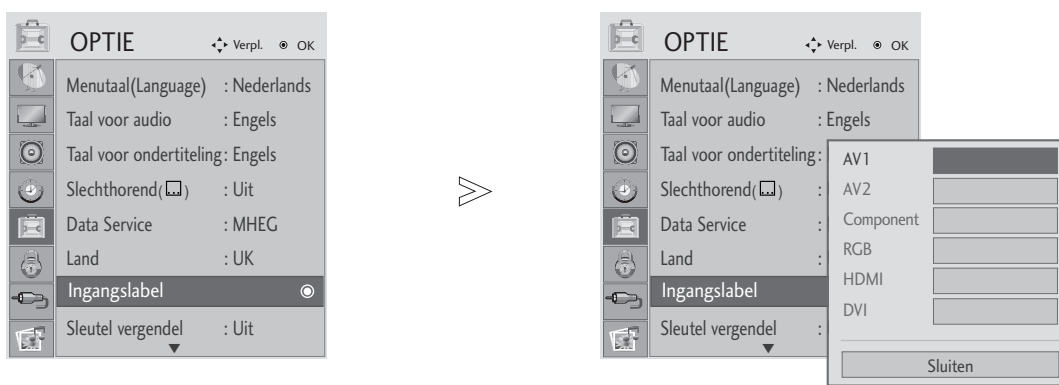 OPTIE Verpl. OK
Menutaal(Language) : Nederlands
Taal voor audio : Engels
Taal voor ondertiteling : Engels
Slechthorend( ) : Uit
Data Service : MHEG
Land : UK
Ingangslabel
Sleutel vergendel : Uit
OPTIE Verpl. OK
Menutaal(Language) : Nederlands
Taal voor audio : Engels
Taal voor ondertiteling :
Slechthorend( ) :
Data Service :
Land :
Ingangslabel
Sleutel vergendel :
AV1
AV2
Component
RGB
HDMI
DVI
Sluiten